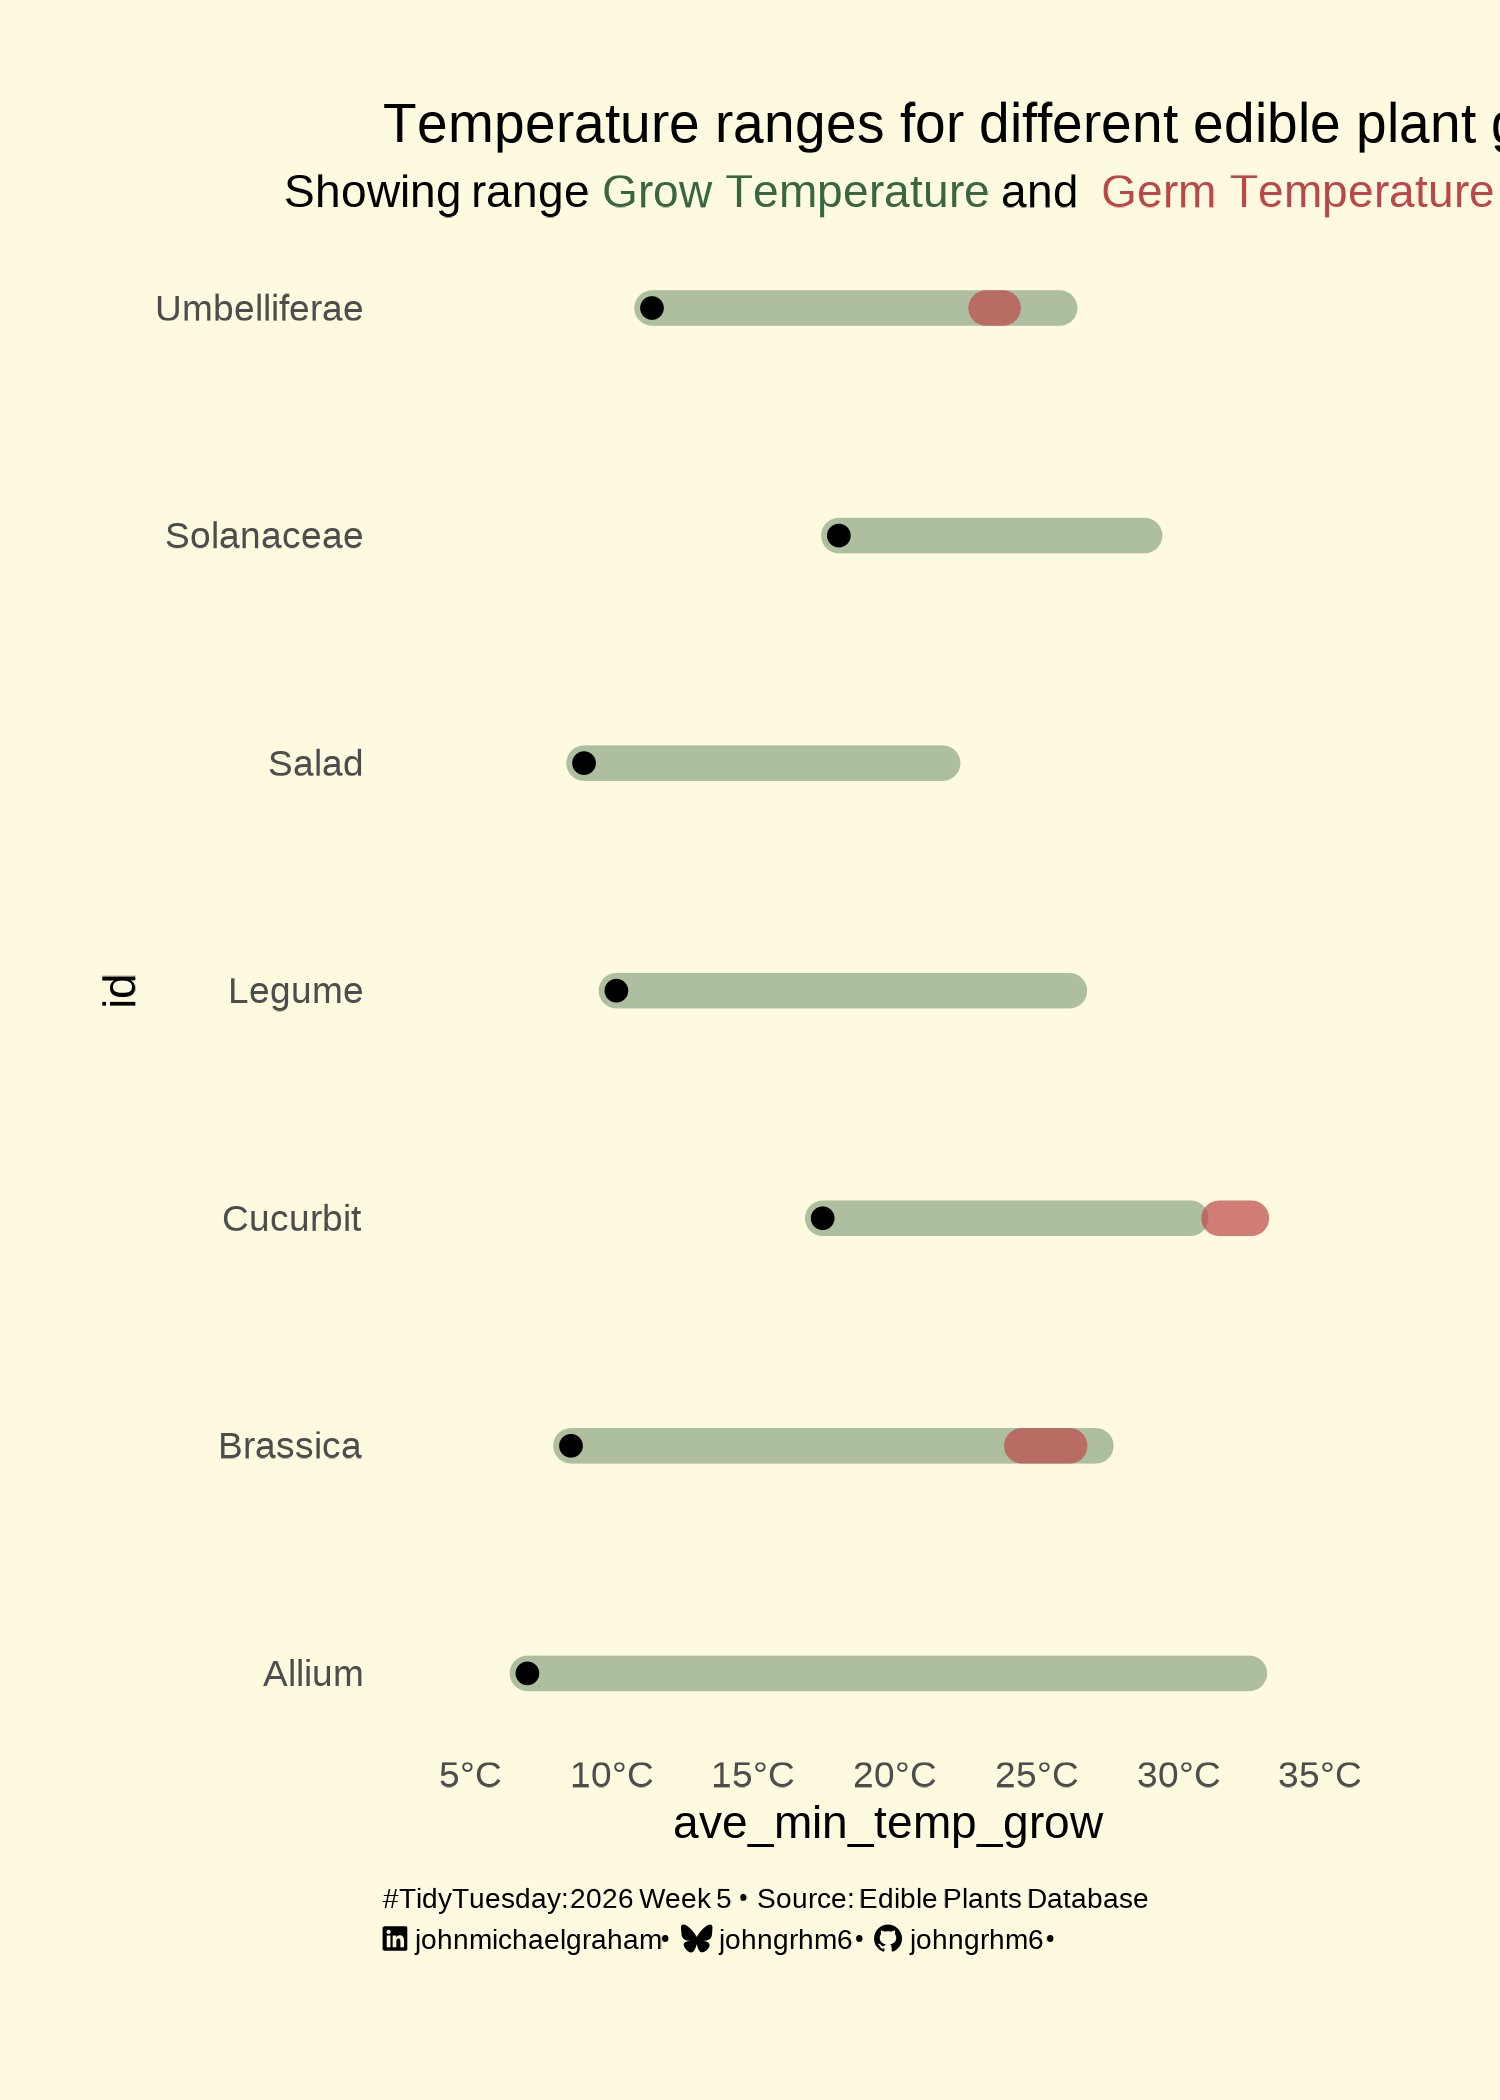 Temperature ranges for different edible plant
Showing range Grow Temperature and Germ Temperature
Umbelliferae
Solanaceae
Salad
id
Legume
Cucurbit
Brassica
Allium
5°C 10°C 15°C 20°C 25°C 30°C 35°C
ave_min_temp_grow
#TidyTuesday:2026 Week 5 • Source: Edible Plants Database
johnmichaelgraham• johngrhm6• johngrhm6•